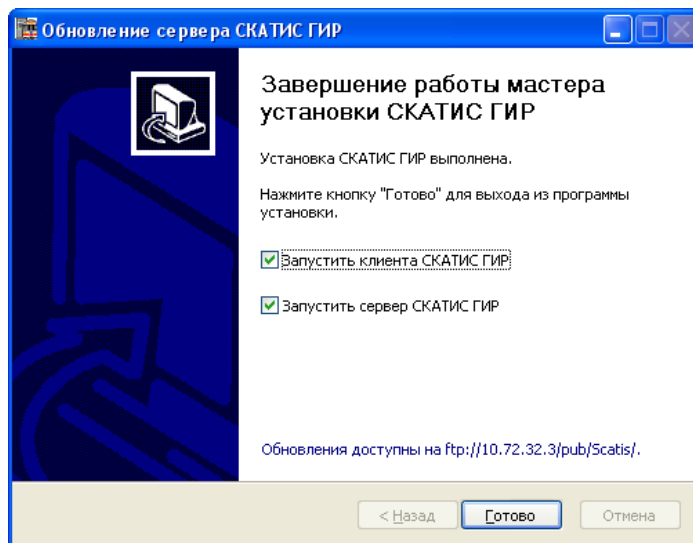 Обновление сервера СКАТИС ГИР
Завершение работы мастера
установки СКАТИС ГИР
Установка СКАТИС ГИР выполнена.
Нажмите кнопку "Готово" для выхода из программы
установки.
Запустить клиента СКАТИС ГИР
Запустить сервер СКАТИС ГИР
Обновления доступны на ftp://10.72.32.3/pub/Scatis/.
< Назад
Готово
Отмена